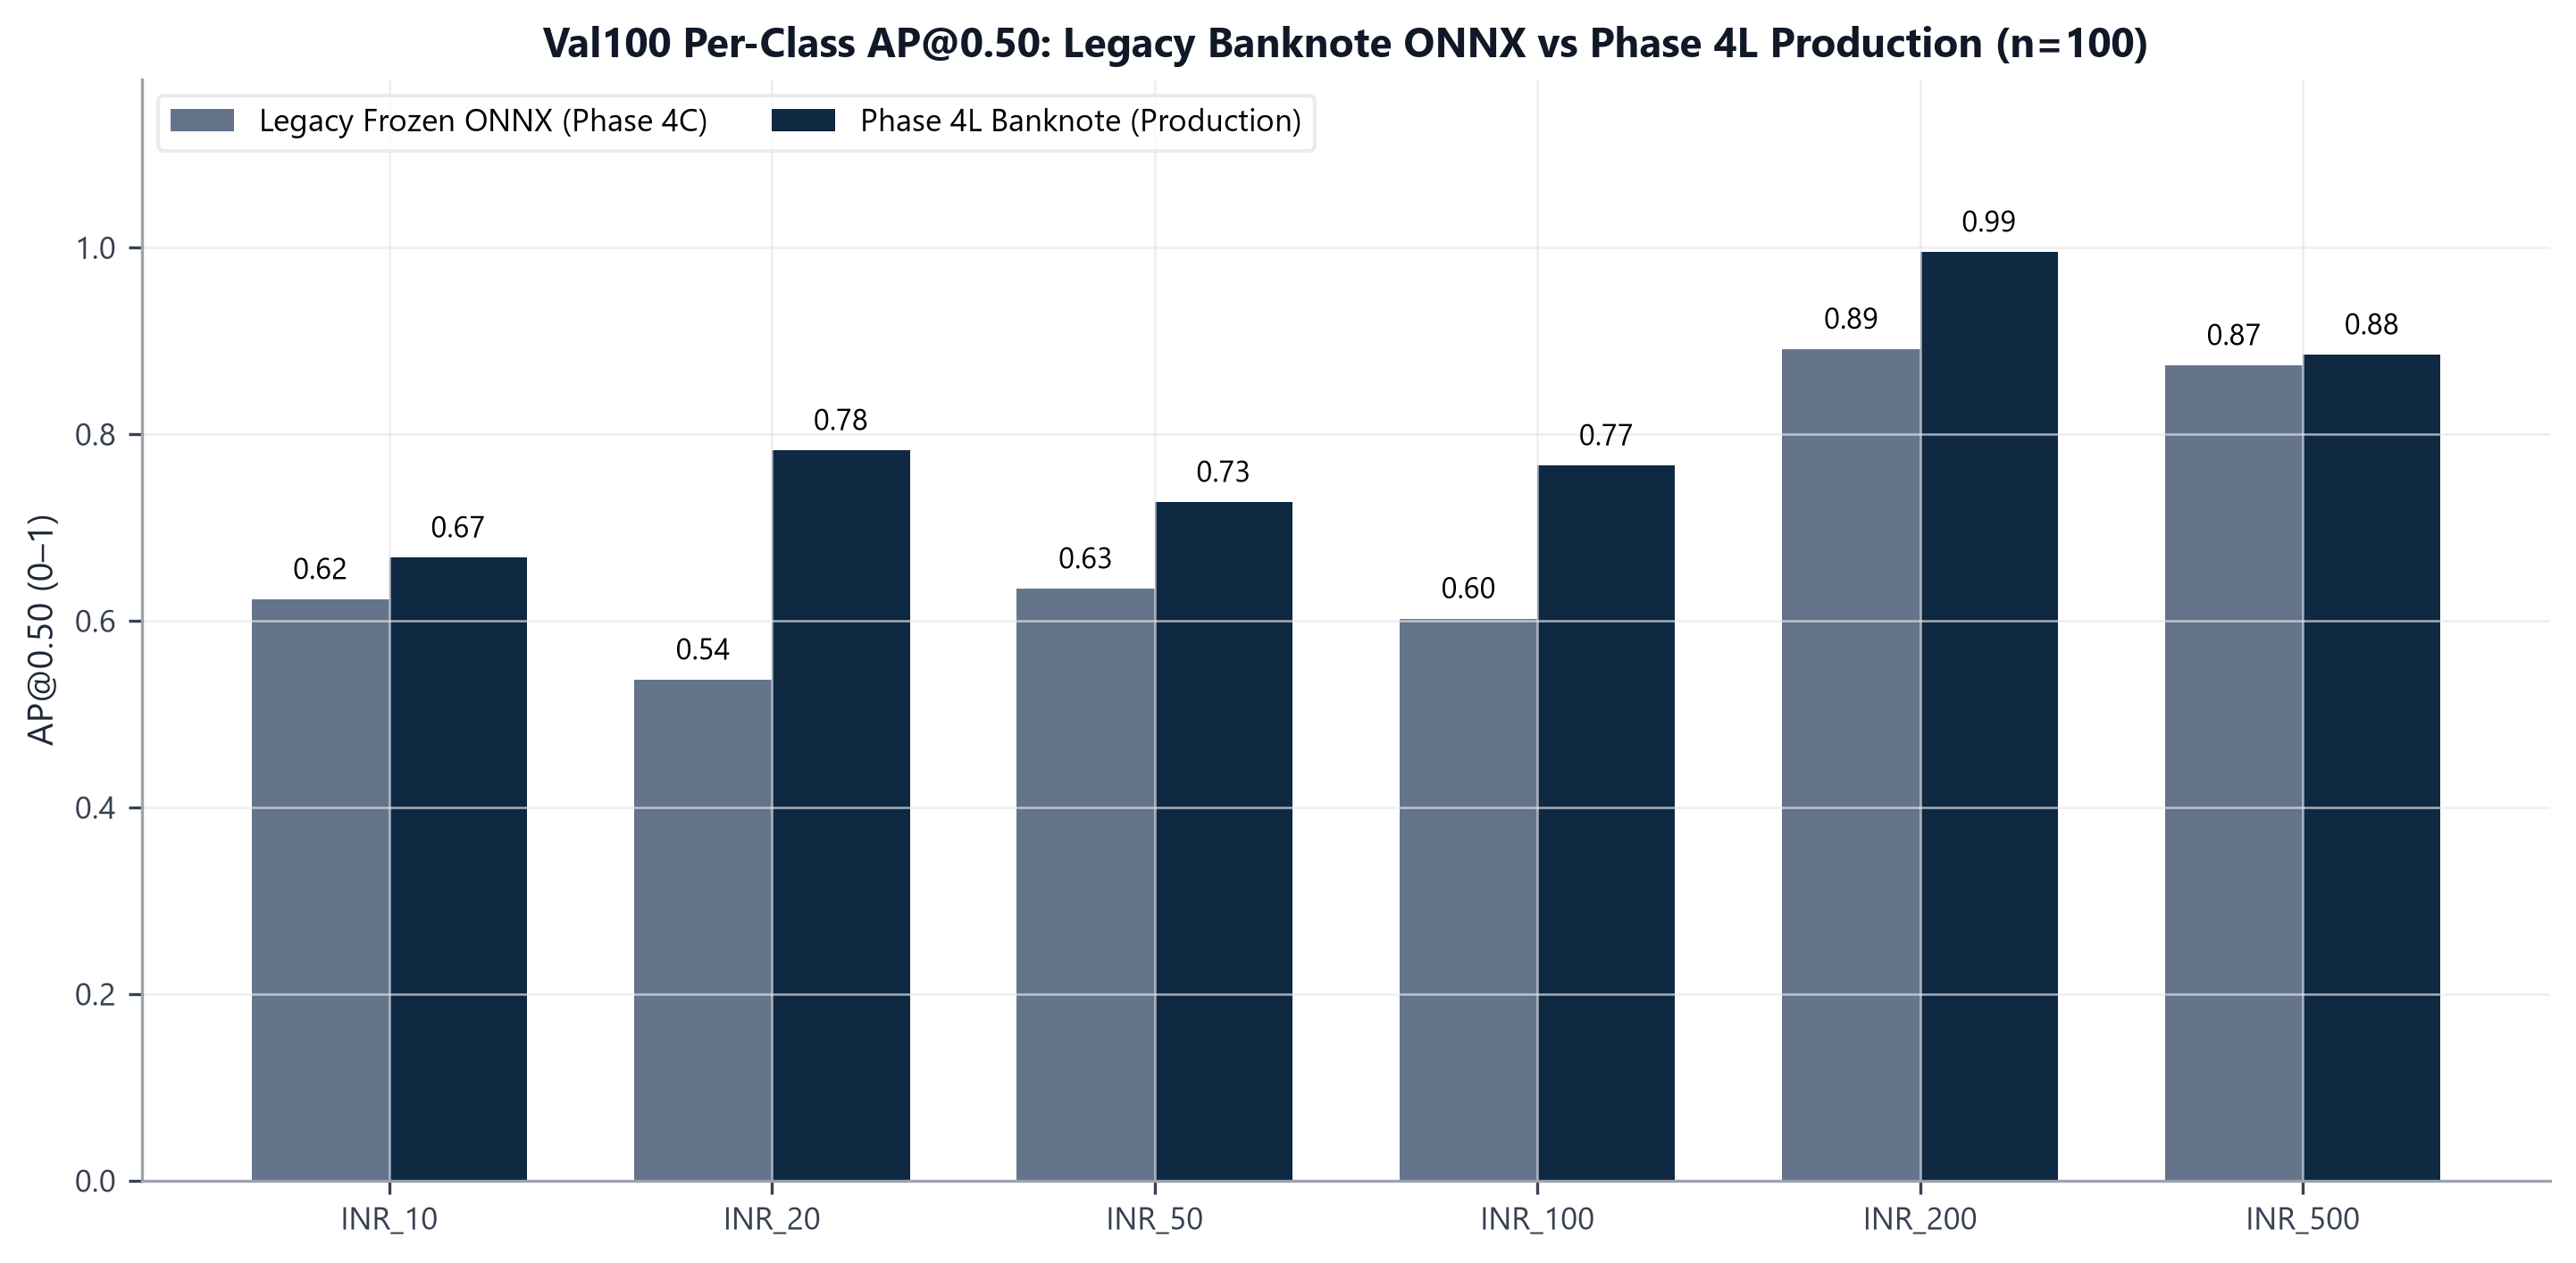 Val100 Per-Class AP@0.50: Legacy Banknote ONNX vs Phase 4L Production (n=100)
Legacy Frozen ONNX (Phase 4C)
Phase 4L Banknote (Production)
AP@0.50 (0–1)
1.0
0.8
0.6
0.4
0.2
0.0
0.62
0.67
0.54
0.78
0.63
0.73
0.60
0.77
0.89
0.99
0.87
0.88
INR_10
INR_20
INR_50
INR_100
INR_200
INR_500